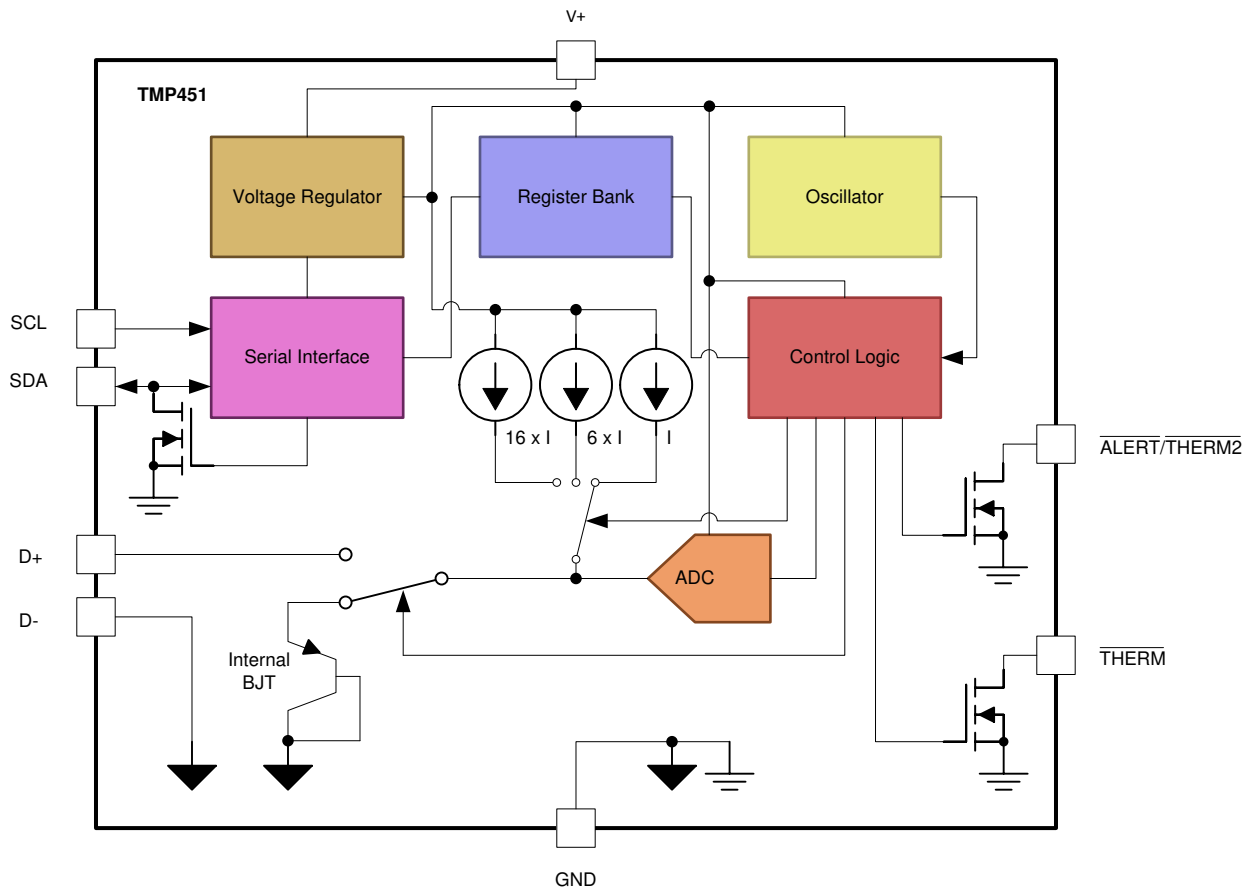 V+
TMP451
Voltage Regulator
Register Bank
Oscillator
SCL
SDA
Serial Interface
Control Logic
16 x I
6 x I
I
ALERT/THERM2
D+
D-
ADC
Internal
BJT
THERM
GND